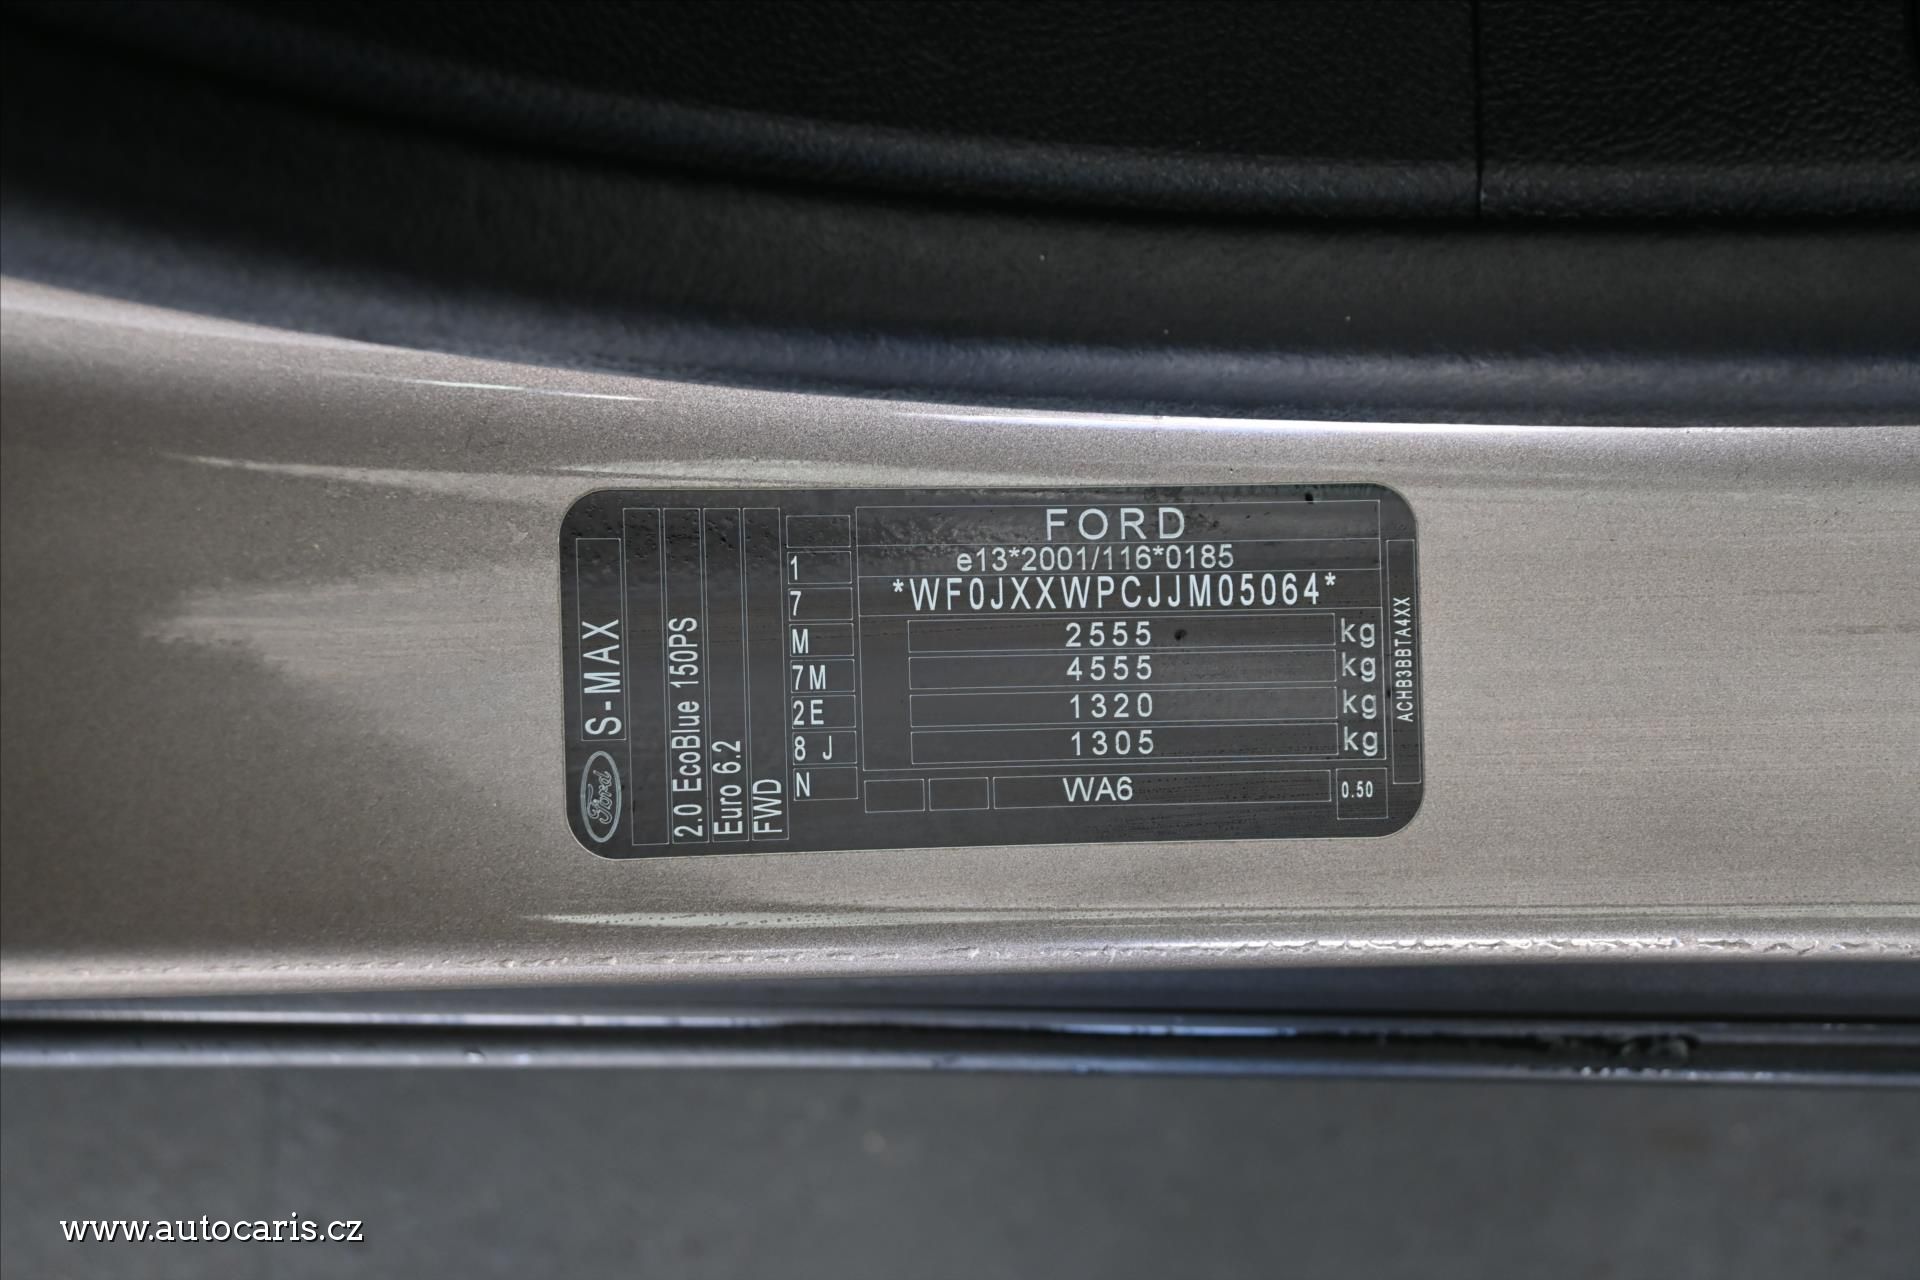 Ford
S-MAX
2.0 EcoBlue 150PS
Euro 6.2
FWD
1
7
M
7M
2E
8 J
N
FORD
e13*2001/116*0185
*WF0JXXWPCJJM05064*
2555 kg
4555 kg
1320 kg
1305 kg
WA6
0.50
ACHB3BBTA4XX
www.autocaris.cz